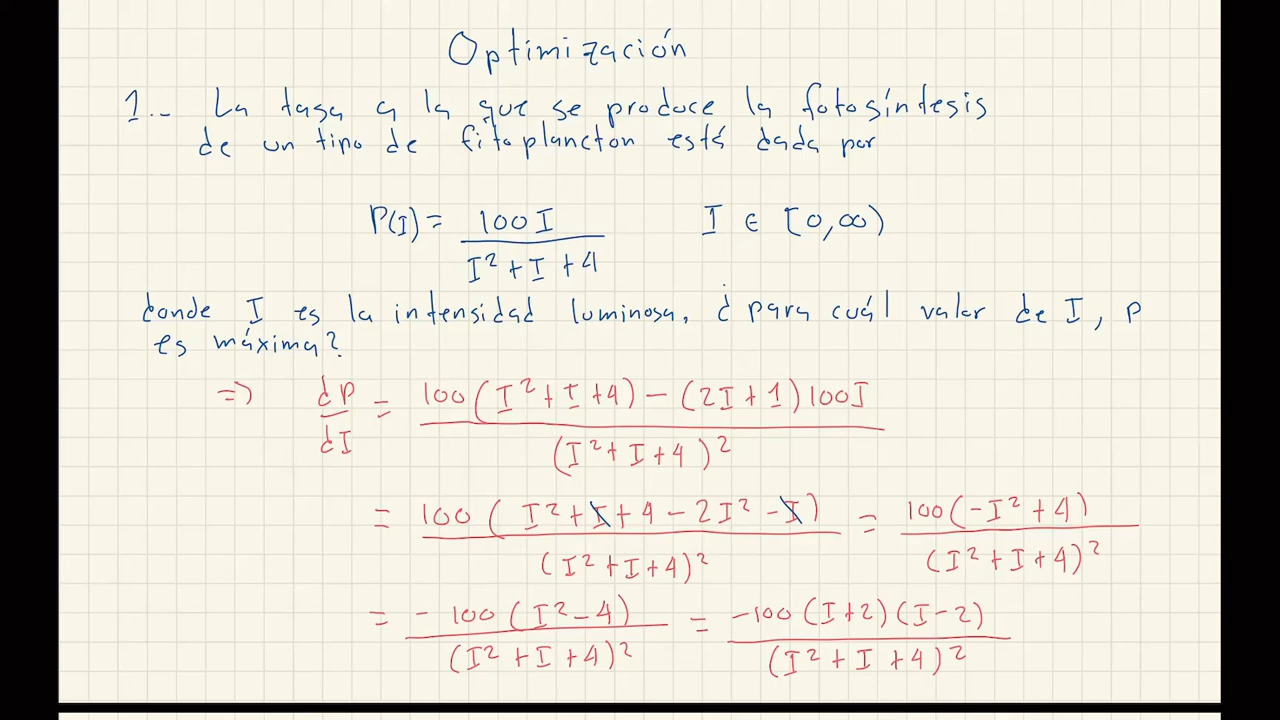 Optimización
1.- La tasa a la que se produce la fotosíntesis
de un tipo de fitoplancton está dada por
P(I) = 100I / (I² + I + 4)    I ∈ [0,∞)
donde I es la intensidad luminosa, ¿para cuál valor de I, P
es máxima?
=> dP/dI = (100(I² + I + 4) - (2I + 1)100I) / (I² + I + 4)²
= 100(I² + I + 4 - 2I² - I) / (I² + I + 4)² = 100(-I² + 4) / (I² + I + 4)²
= -100(I² - 4) / (I² + I + 4)² = -100(I+2)(I-2) / (I² + I + 4)²